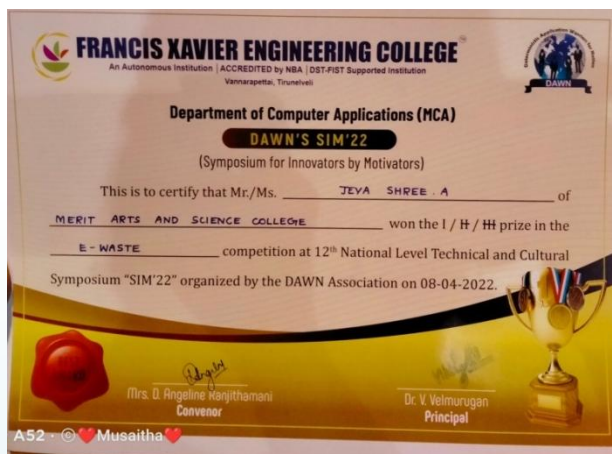 FRANCIS XAVIER ENGINEERING COLLEGE
An Autonomous Institution | ACCREDITED by NBA | DST-FIST Supported Institution
Vannarapettai, Tirunelveli
DAWN
Department of Computer Applications (MCA)
DAWN'S SIM'22
(Symposium for Innovators by Motivators)
This is to certify that Mr./Ms. JEYA SHREE . A of
MERIT ARTS AND SCIENCE COLLEGE won the I / II / III prize in the
E - WASTE competition at 12th National Level Technical and Cultural
Symposium "SIM'22" organized by the DAWN Association on 08-04-2022.
Mrs. D. Angeline Ranjithamani
Convenor
Dr. V. Velmurugan
Principal
A52 · ©❤️Musaitha❤️